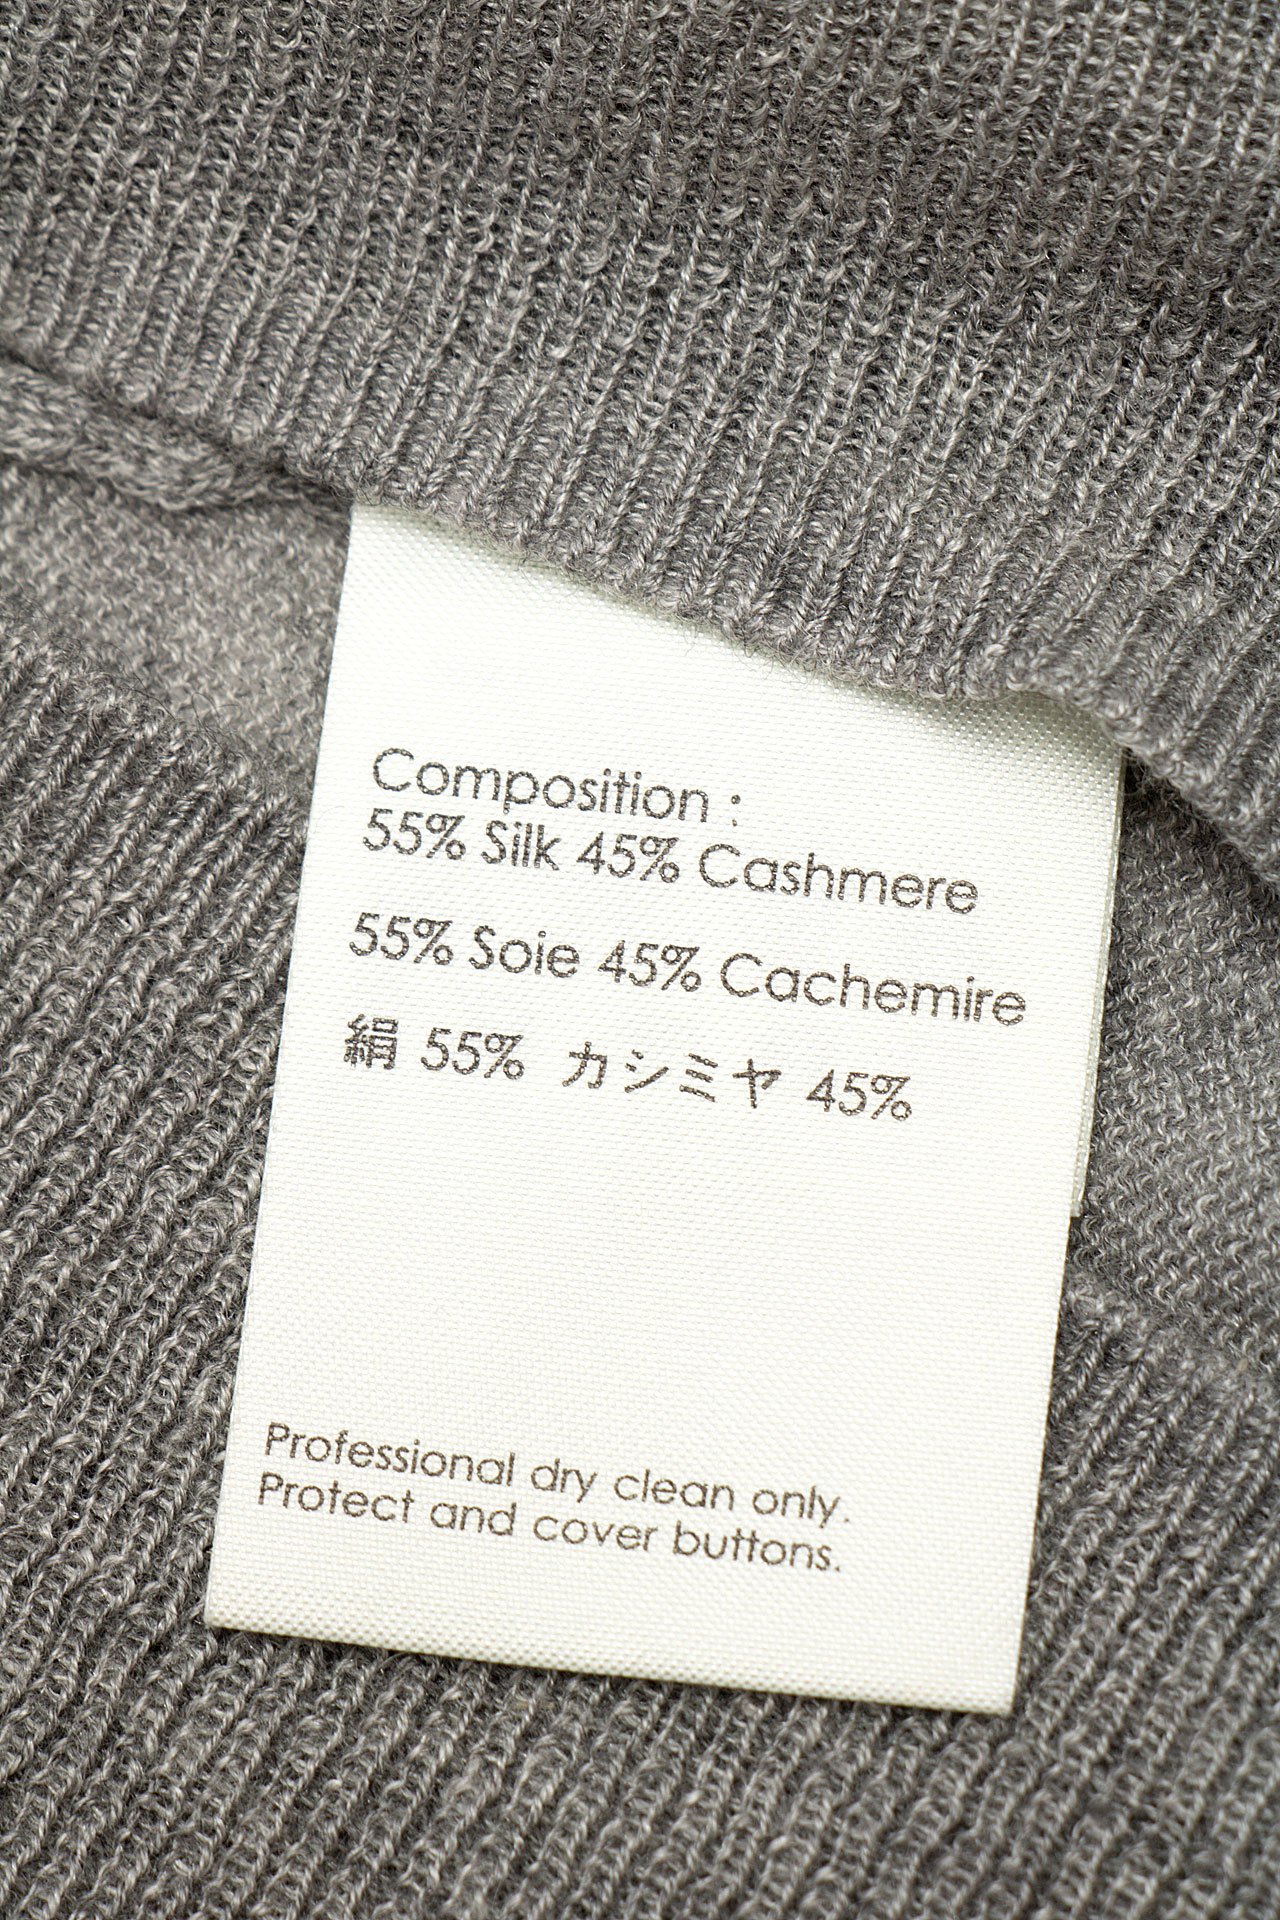 Composition :
55% Silk 45% Cashmere
55% Soie 45% Cachemire
絹 55% カシミヤ 45%
Professional dry clean only.
Protect and cover buttons.